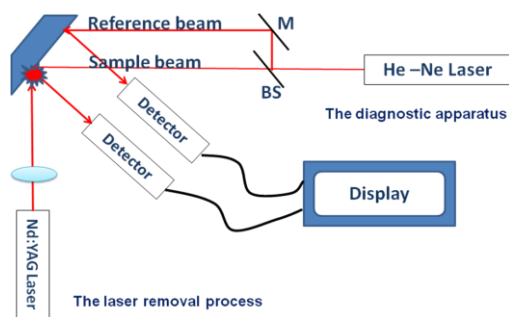 Reference beam
M
Sample beam
He –Ne Laser
BS
The diagnostic apparatus
Detector
Detector
Display
Nd:YAG Laser
The laser removal process